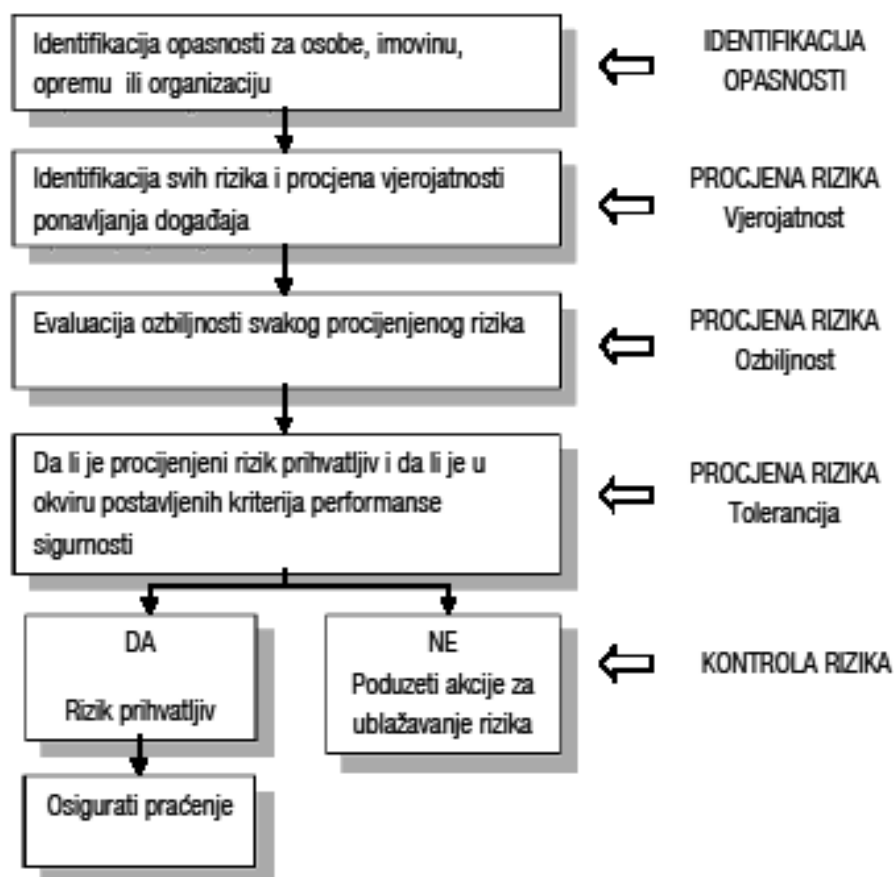 Identifikacija opasnosti za osobe, imovinu,
opremu ili organizaciju
IDENTIFIKACIJA
OPASNOSTI
Identifikacija svih rizika i procjena vjerojatnosti
ponavljanja događaja
PROCJENA RIZIKA
Vjerojatnost
Evaluacija ozbiljnosti svakog procijenjenog rizika
PROCJENA RIZIKA
Ozbiljnost
Da li je procijenjeni rizik prihvatljiv i da li je u
okviru postavljenih kriterija performanse
sigurnosti
PROCJENA RIZIKA
Tolerancija
DA
Rizik prihvatljiv
NE
Poduzeti akcije za
ublažavanje rizika
KONTROLA RIZIKA
Osigurati praćenje